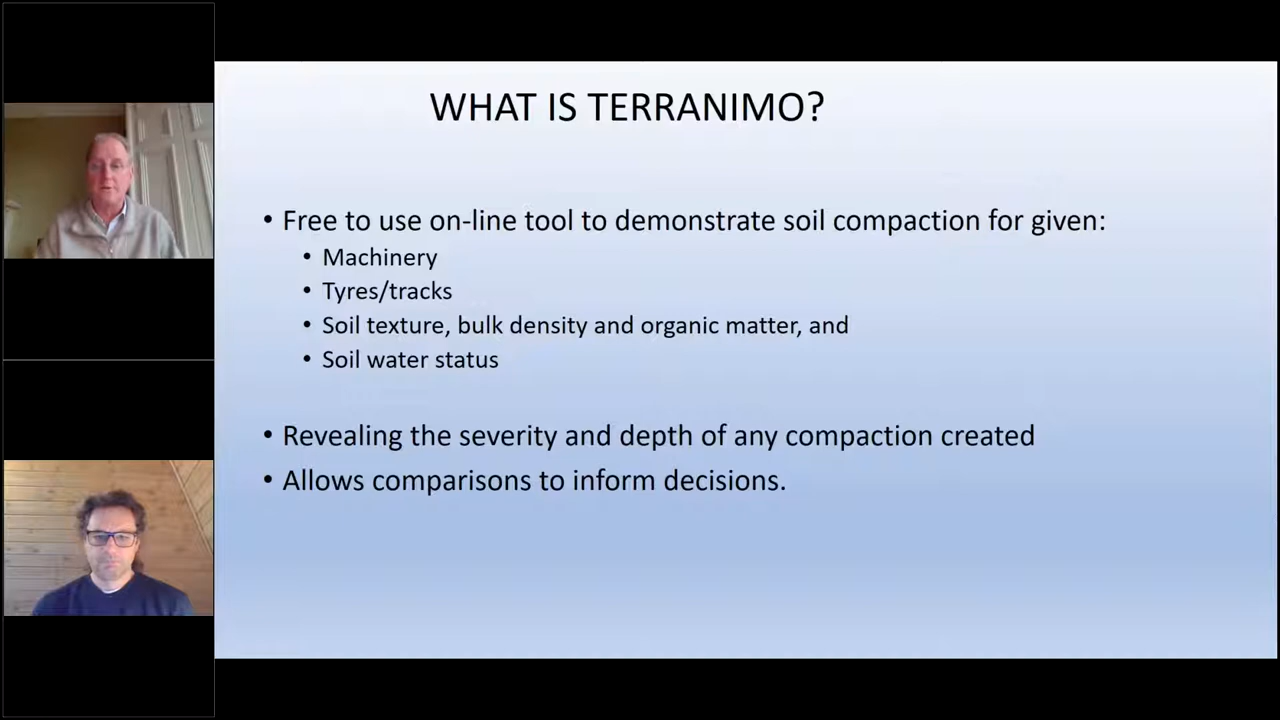 WHAT IS TERRANIMO?
• Free to use on-line tool to demonstrate soil compaction for given:
• Machinery
• Tyres/tracks
• Soil texture, bulk density and organic matter, and
• Soil water status
• Revealing the severity and depth of any compaction created
• Allows comparisons to inform decisions.